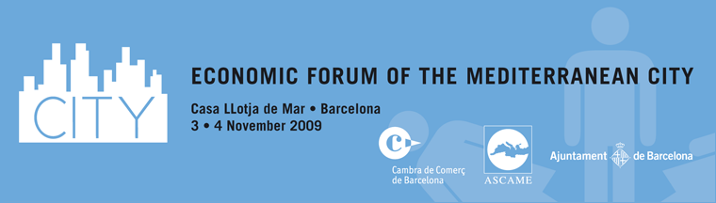 CITY
ECONOMIC FORUM OF THE MEDITERRANEAN CITY
Casa LLotja de Mar • Barcelona
3 • 4 November 2009
Cambra de Comerç
de Barcelona
ASCAME
Ajuntament de Barcelona